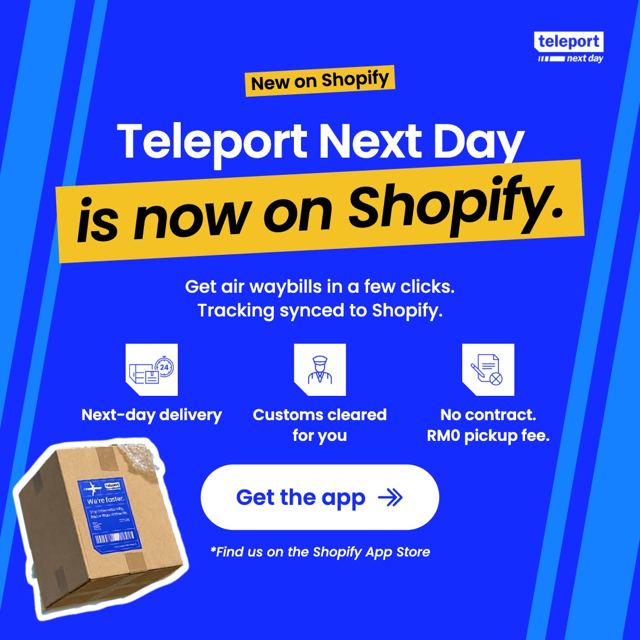 teleport
next day
New on Shopify
Teleport Next Day
is now on Shopify.
Get air waybills in a few clicks.
Tracking synced to Shopify.
24
Next-day delivery
Customs cleared
for you
No contract.
RM0 pickup fee.
teleport
We're faster.
Get the app
*Find us on the Shopify App Store